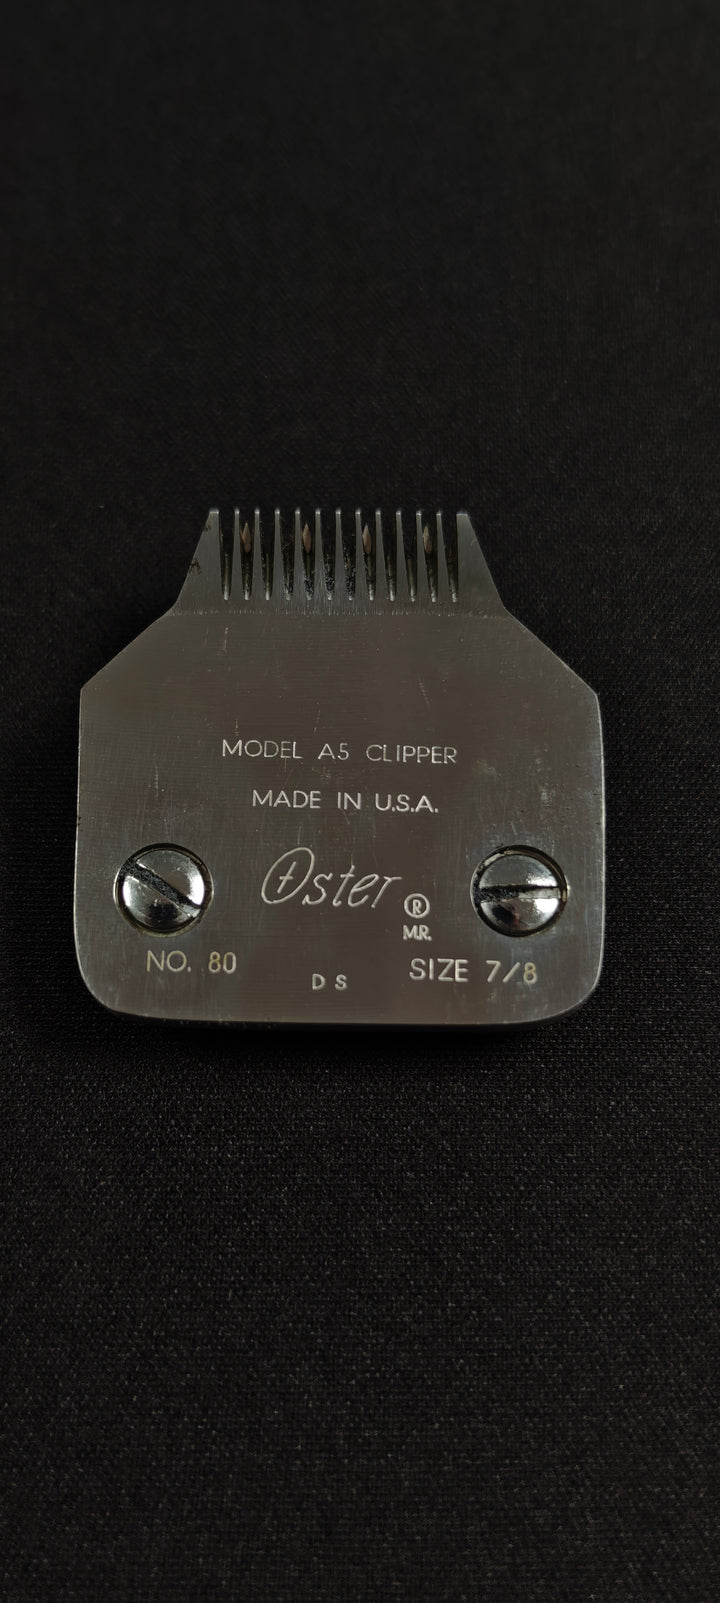 MODEL A5 CLIPPER
MADE IN U.S.A.
Oster ®
M.R.
NO. 80
D S
SIZE 7/8